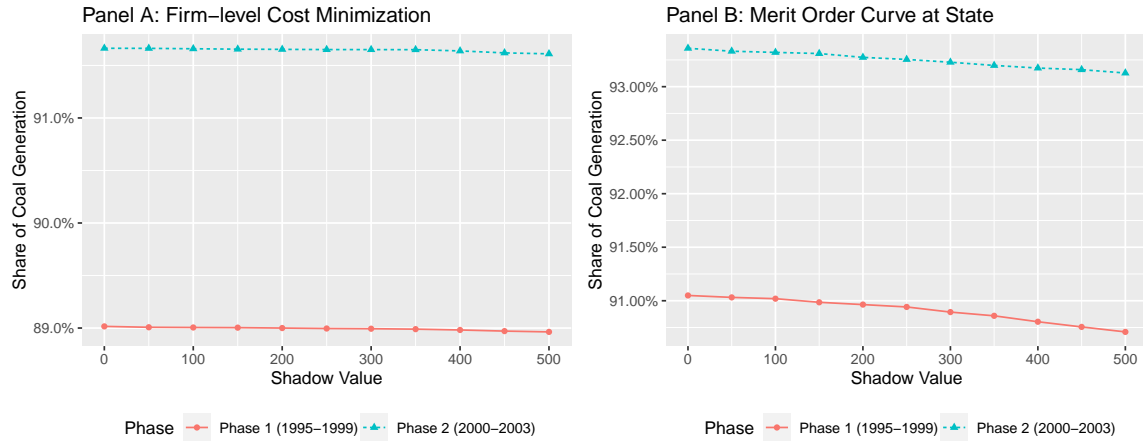 Panel A: Firm−level Cost Minimization
Share of Coal Generation
91.0%
90.0%
89.0%
0 100 200 300 400 500
Shadow Value
Phase Phase 1 (1995−1999) Phase 2 (2000−2003)
Panel B: Merit Order Curve at State
Share of Coal Generation
93.00%
92.50%
92.00%
91.50%
91.00%
0 100 200 300 400 500
Shadow Value
Phase Phase 1 (1995−1999) Phase 2 (2000−2003)